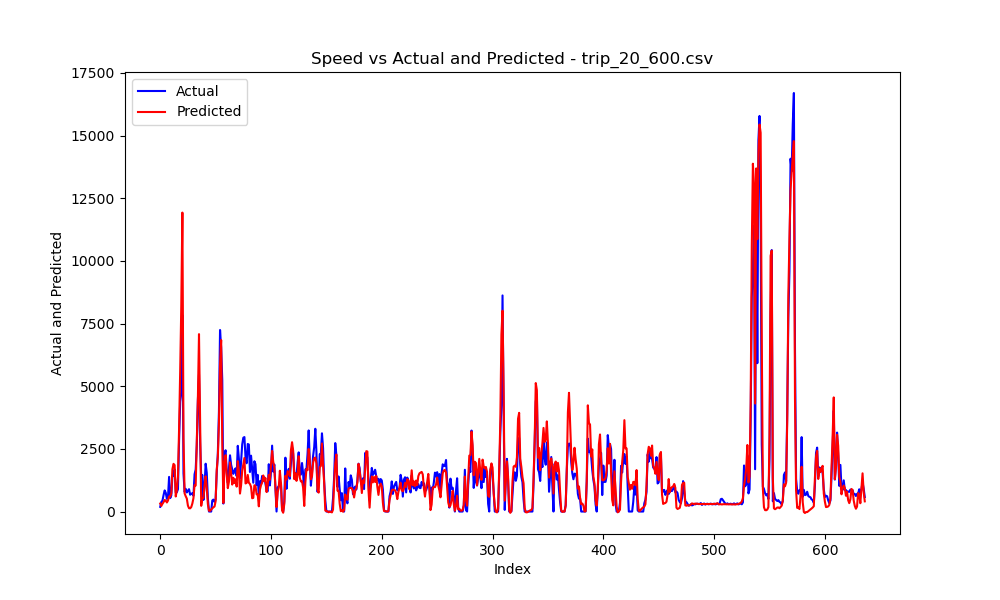 Speed vs Actual and Predicted - trip_20_600.csv
Actual
Predicted
17500
15000
12500
10000
7500
5000
2500
0
Actual and Predicted
0 100 200 300 400 500 600
Index